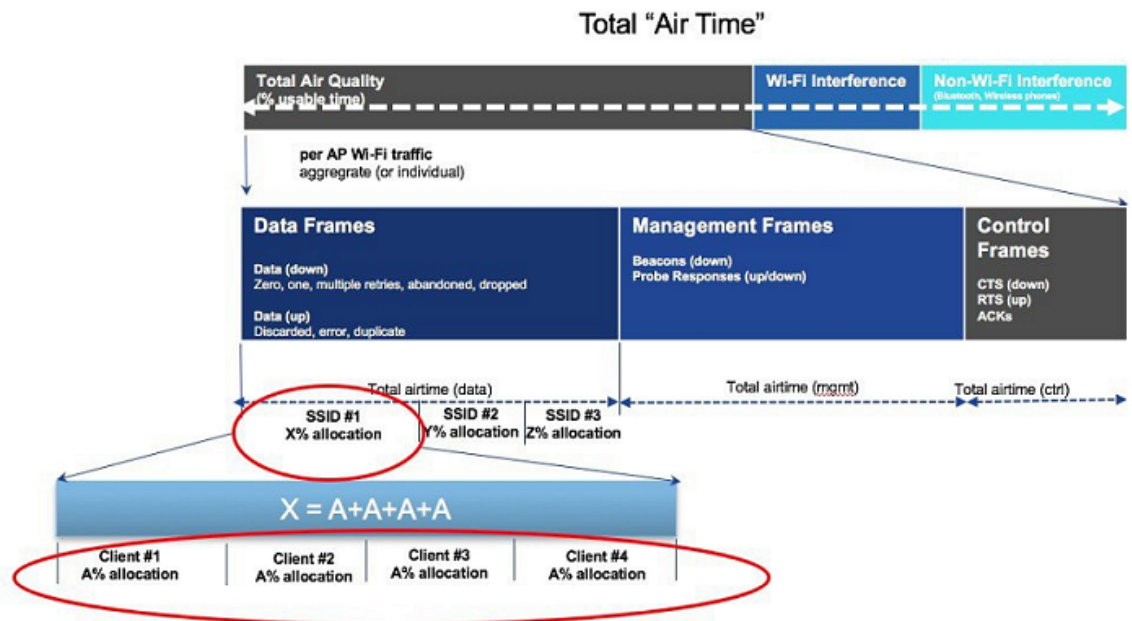 Total “Air Time”
Total Air Quality
(% usable time)
Wi-Fi Interference
Non-Wi-Fi Interference
(Bluetooth, Wireless phones)
per AP Wi-Fi traffic
aggregrate (or individual)
Data Frames
Data (down)
Zero, one, multiple retries, abandoned, dropped
Data (up)
Discarded, error, duplicate
Management Frames
Beacons (down)
Probe Responses (up/down)
Control
Frames
CTS (down)
RTS (up)
ACKs
Total airtime (data)
Total airtime (mgmt)
Total airtime (ctrl)
SSID #1
X% allocation
SSID #2
Y% allocation
SSID #3
Z% allocation
X = A+A+A+A
Client #1
A% allocation
Client #2
A% allocation
Client #3
A% allocation
Client #4
A% allocation